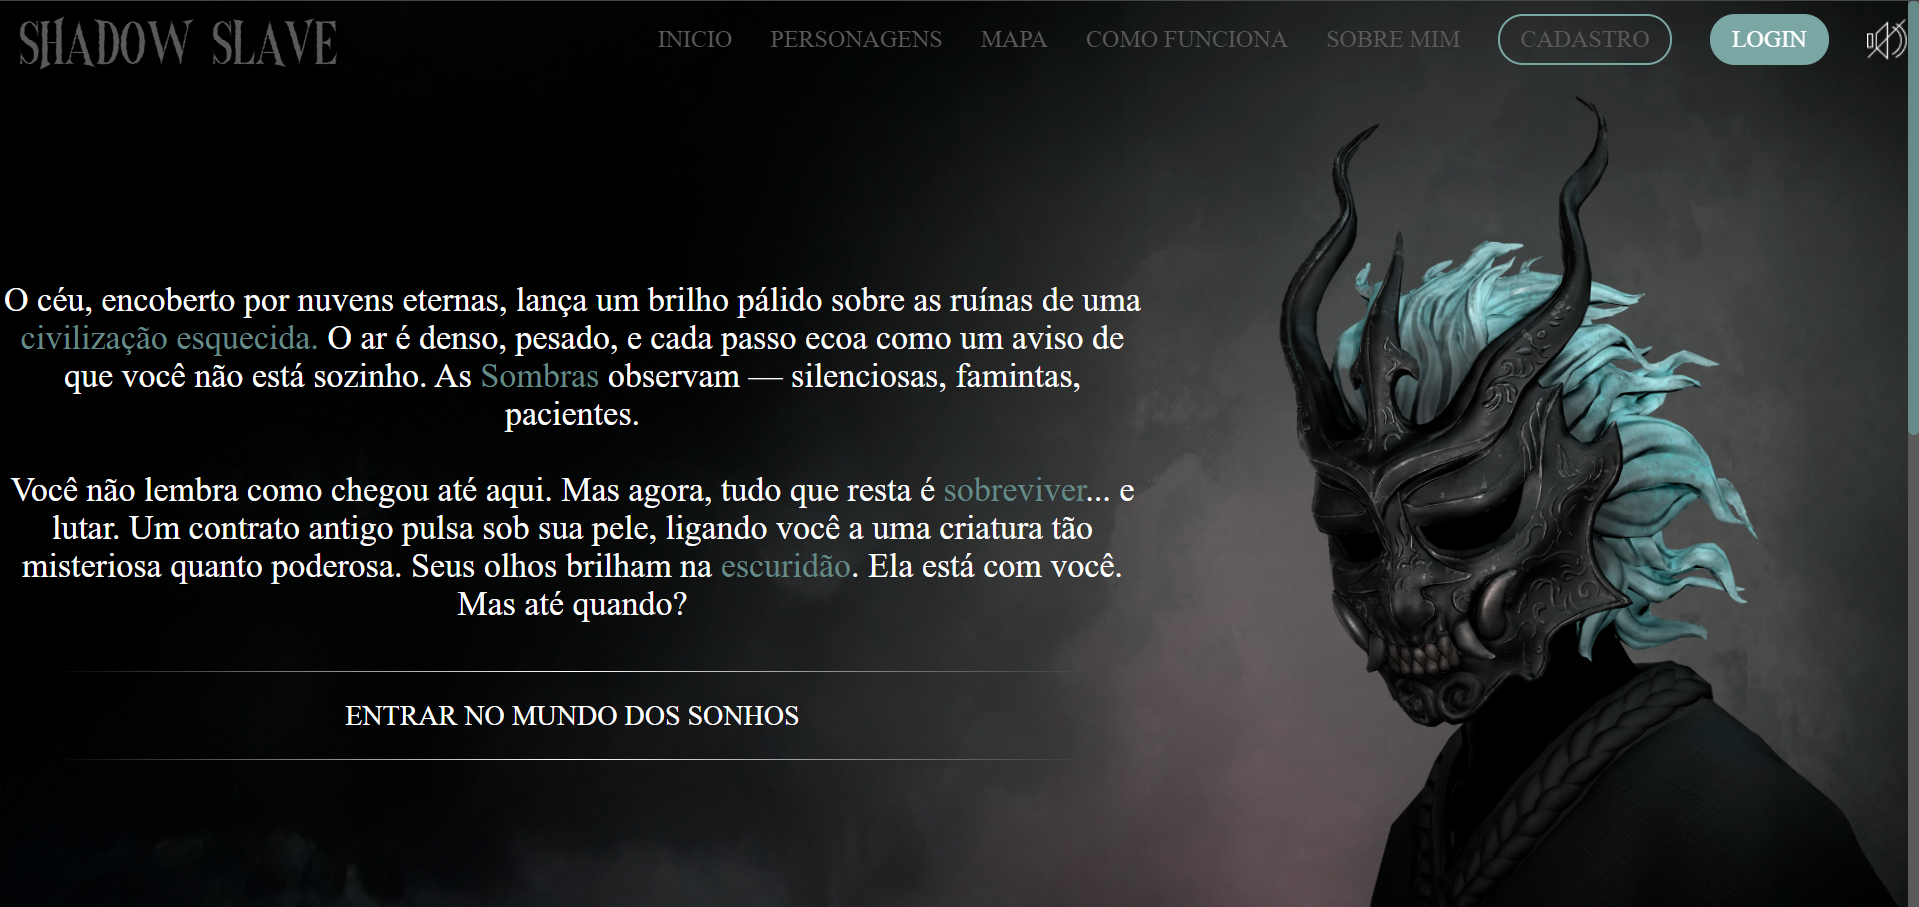 SHADOW SLAVE
INICIO PERSONAGENS MAPA COMO FUNCIONA SOBRE MIM CADASTRO LOGIN
O céu, encoberto por nuvens eternas, lança um brilho pálido sobre as ruínas de uma
civilização esquecida. O ar é denso, pesado, e cada passo ecoa como um aviso de
que você não está sozinho. As Sombras observam — silenciosas, famintas,
pacientes.
Você não lembra como chegou até aqui. Mas agora, tudo que resta é sobreviver... e
lutar. Um contrato antigo pulsa sob sua pele, ligando você a uma criatura tão
misteriosa quanto poderosa. Seus olhos brilham na escuridão. Ela está com você.
Mas até quando?
ENTRAR NO MUNDO DOS SONHOS